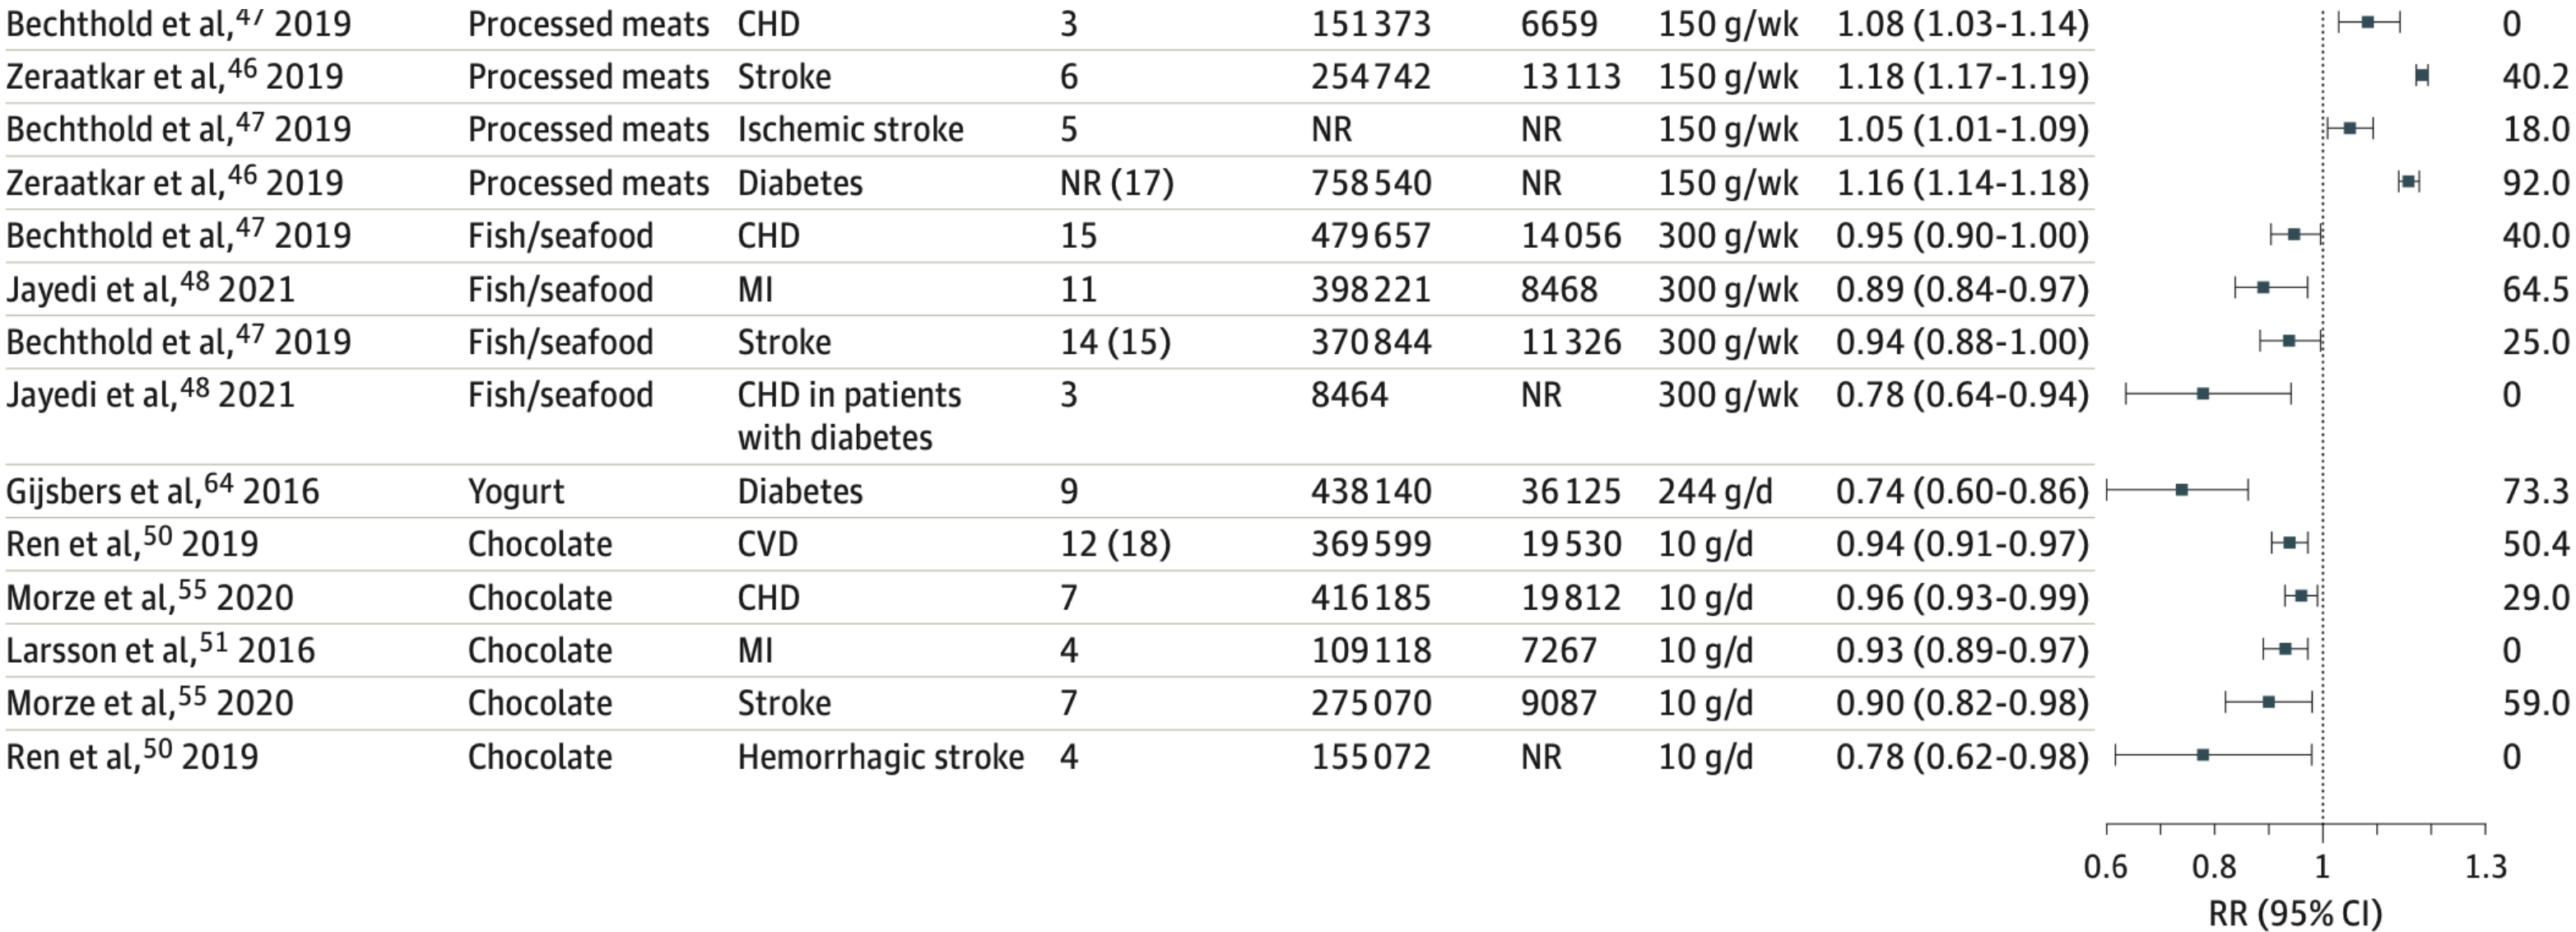 Bechthold et al,47 2019 Processed meats CHD 3 151373 6659 150 g/wk 1.08 (1.03-1.14) 0
Zeraatkar et al,46 2019 Processed meats Stroke 6 254742 13113 150 g/wk 1.18 (1.17-1.19) 40.2
Bechthold et al,47 2019 Processed meats Ischemic stroke 5 NR NR 150 g/wk 1.05 (1.01-1.09) 18.0
Zeraatkar et al,46 2019 Processed meats Diabetes NR (17) 758540 NR 150 g/wk 1.16 (1.14-1.18) 92.0
Bechthold et al,47 2019 Fish/seafood CHD 15 479657 14056 300 g/wk 0.95 (0.90-1.00) 40.0
Jayedi et al,48 2021 Fish/seafood MI 11 398221 8468 300 g/wk 0.89 (0.84-0.97) 64.5
Bechthold et al,47 2019 Fish/seafood Stroke 14 (15) 370844 11326 300 g/wk 0.94 (0.88-1.00) 25.0
Jayedi et al,48 2021 Fish/seafood CHD in patients 3 8464 NR 300 g/wk 0.78 (0.64-0.94) 0
with diabetes
Gijsbers et al,64 2016 Yogurt Diabetes 9 438140 36125 244 g/d 0.74 (0.60-0.86) 73.3
Ren et al,50 2019 Chocolate CVD 12 (18) 369599 19530 10 g/d 0.94 (0.91-0.97) 50.4
Morze et al,55 2020 Chocolate CHD 7 416185 19812 10 g/d 0.96 (0.93-0.99) 29.0
Larsson et al,51 2016 Chocolate MI 4 109118 7267 10 g/d 0.93 (0.89-0.97) 0
Morze et al,55 2020 Chocolate Stroke 7 275070 9087 10 g/d 0.90 (0.82-0.98) 59.0
Ren et al,50 2019 Chocolate Hemorrhagic stroke 4 155072 NR 10 g/d 0.78 (0.62-0.98) 0
0.6 0.8 1 1.3
RR (95% CI)